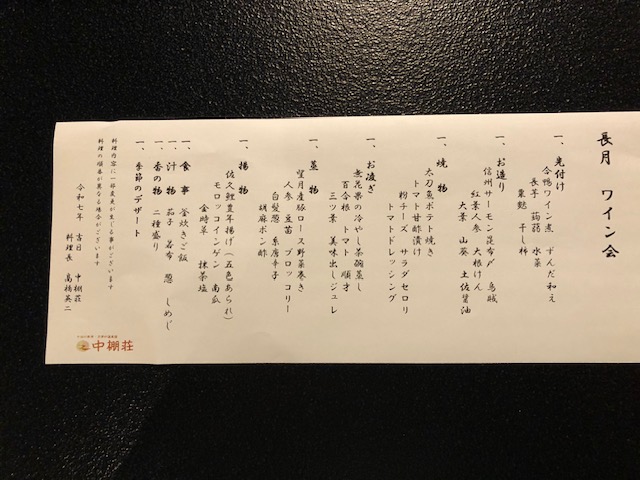 長月　ワイン会
一、先付け
合鴨ワイン煮　ずんだ和え
長芋　蒟蒻　水菜
粟麩　干し柿
一、お造り
信州サーモン昆布〆　烏賊
紅景人参　大根けん
大葉　山葵　土佐醤油
一、焼物
太刀魚ポテト焼き
トマト甘酢漬け
粉チーズ　サラダセロリ
トマトドレッシング
一、お凌ぎ
無花果の冷やし茶碗蒸し
百合根　トマト　順才
三ツ葉　美味出しジュレ
一、蒸物
望月産豚ロース野菜巻き
人参　豆苗　ブロッコリー
白髪葱　糸唐辛子
胡麻ポン酢
一、揚物
佐久鯉豊年揚げ（五色あられ）
モロッコインゲン　南瓜
金時草　抹茶塩
一、食事　釜炊きご飯
一、汁物　茄子　若布　葱　しめじ
一、香の物　二種盛り
一、季節のデザート
料理内容に一部変更が生じる事がございます
料理の順番が異なる場合がございます
令和七年　吉日　中棚荘
料理長　高橋英二
中棚荘